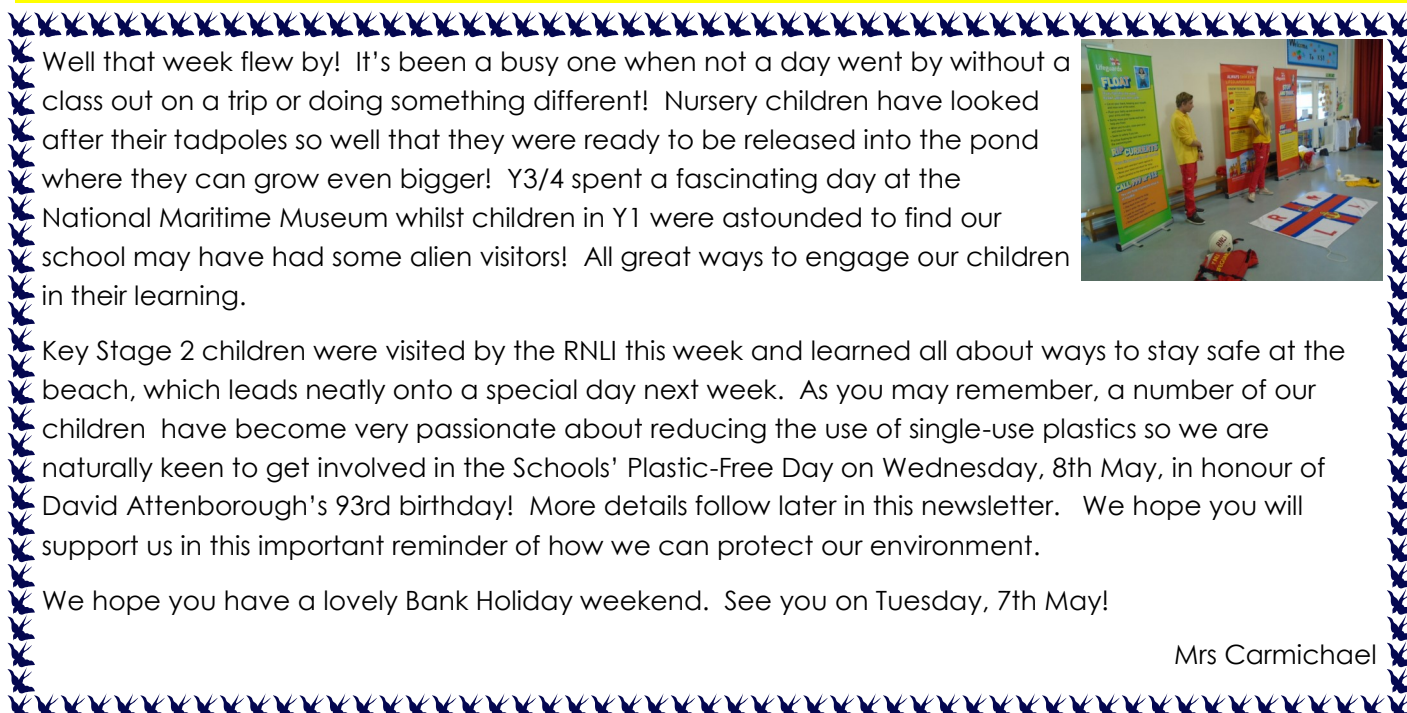 Well that week flew by!  It's been a busy one when not a day went by without a
class out on a trip or doing something different!  Nursery children have looked
after their tadpoles so well that they were ready to be released into the pond
where they can grow even bigger!  Y3/4 spent a fascinating day at the
National Maritime Museum whilst children in Y1 were astounded to find our
school may have had some alien visitors!  All great ways to engage our children
in their learning.
FLOAT
RIP CURRENTS
Key Stage 2 children were visited by the RNLI this week and learned all about ways to stay safe at the
beach, which leads neatly onto a special day next week.  As you may remember, a number of our
children  have become very passionate about reducing the use of single-use plastics so we are
naturally keen to get involved in the Schools' Plastic-Free Day on Wednesday, 8th May, in honour of
David Attenborough's 93rd birthday!  More details follow later in this newsletter.   We hope you will
support us in this important reminder of how we can protect our environment.
We hope you have a lovely Bank Holiday weekend.  See you on Tuesday, 7th May!
Mrs Carmichael